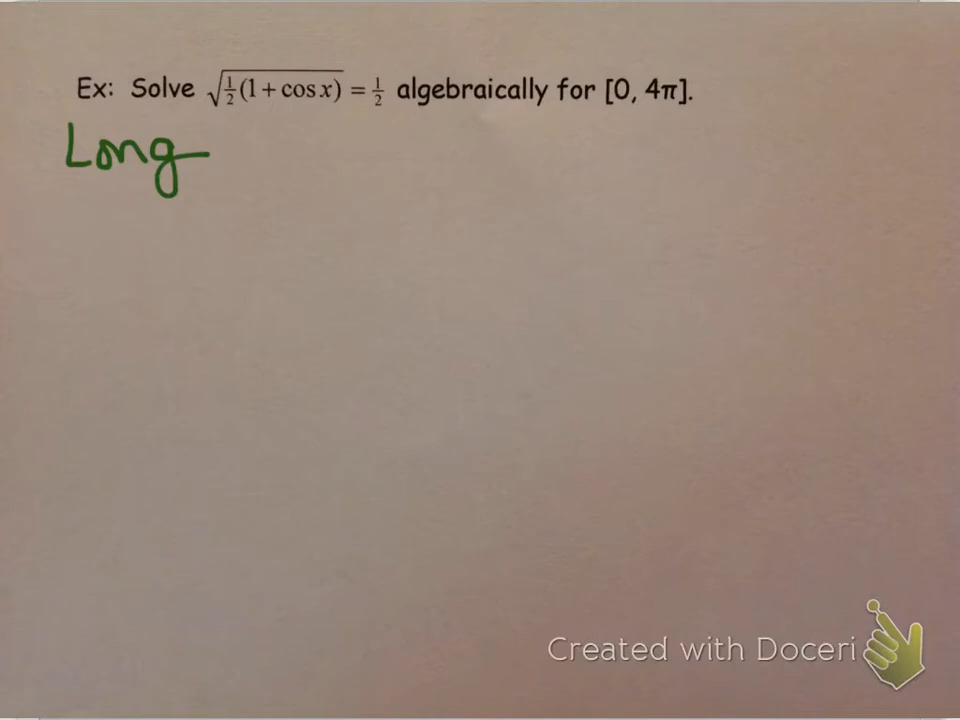 Ex: Solve √½(1 + cos x) = ½ algebraically for [0, 4π].
Long
Created with Doceri